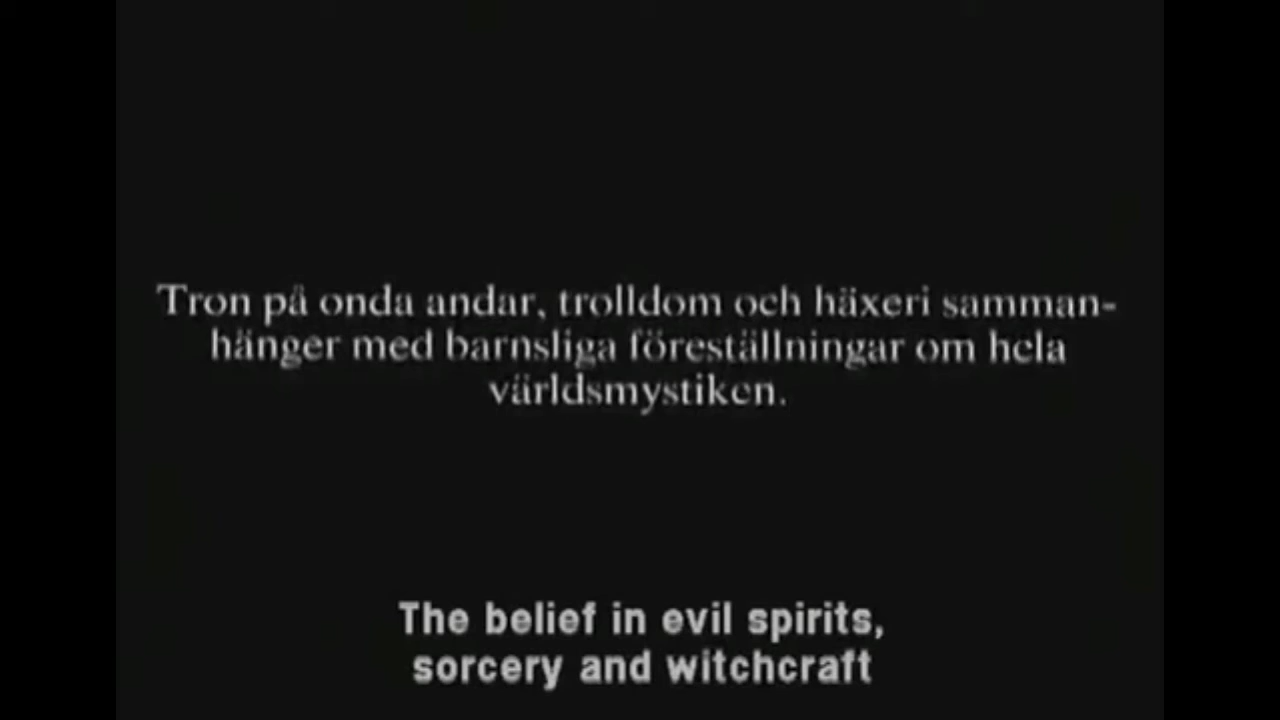 Tron på onda andar, trolldom och häxeri samman-
hänger med barnsliga föreställningar om hela
världsmystiken.
The belief in evil spirits,
sorcery and witchcraft